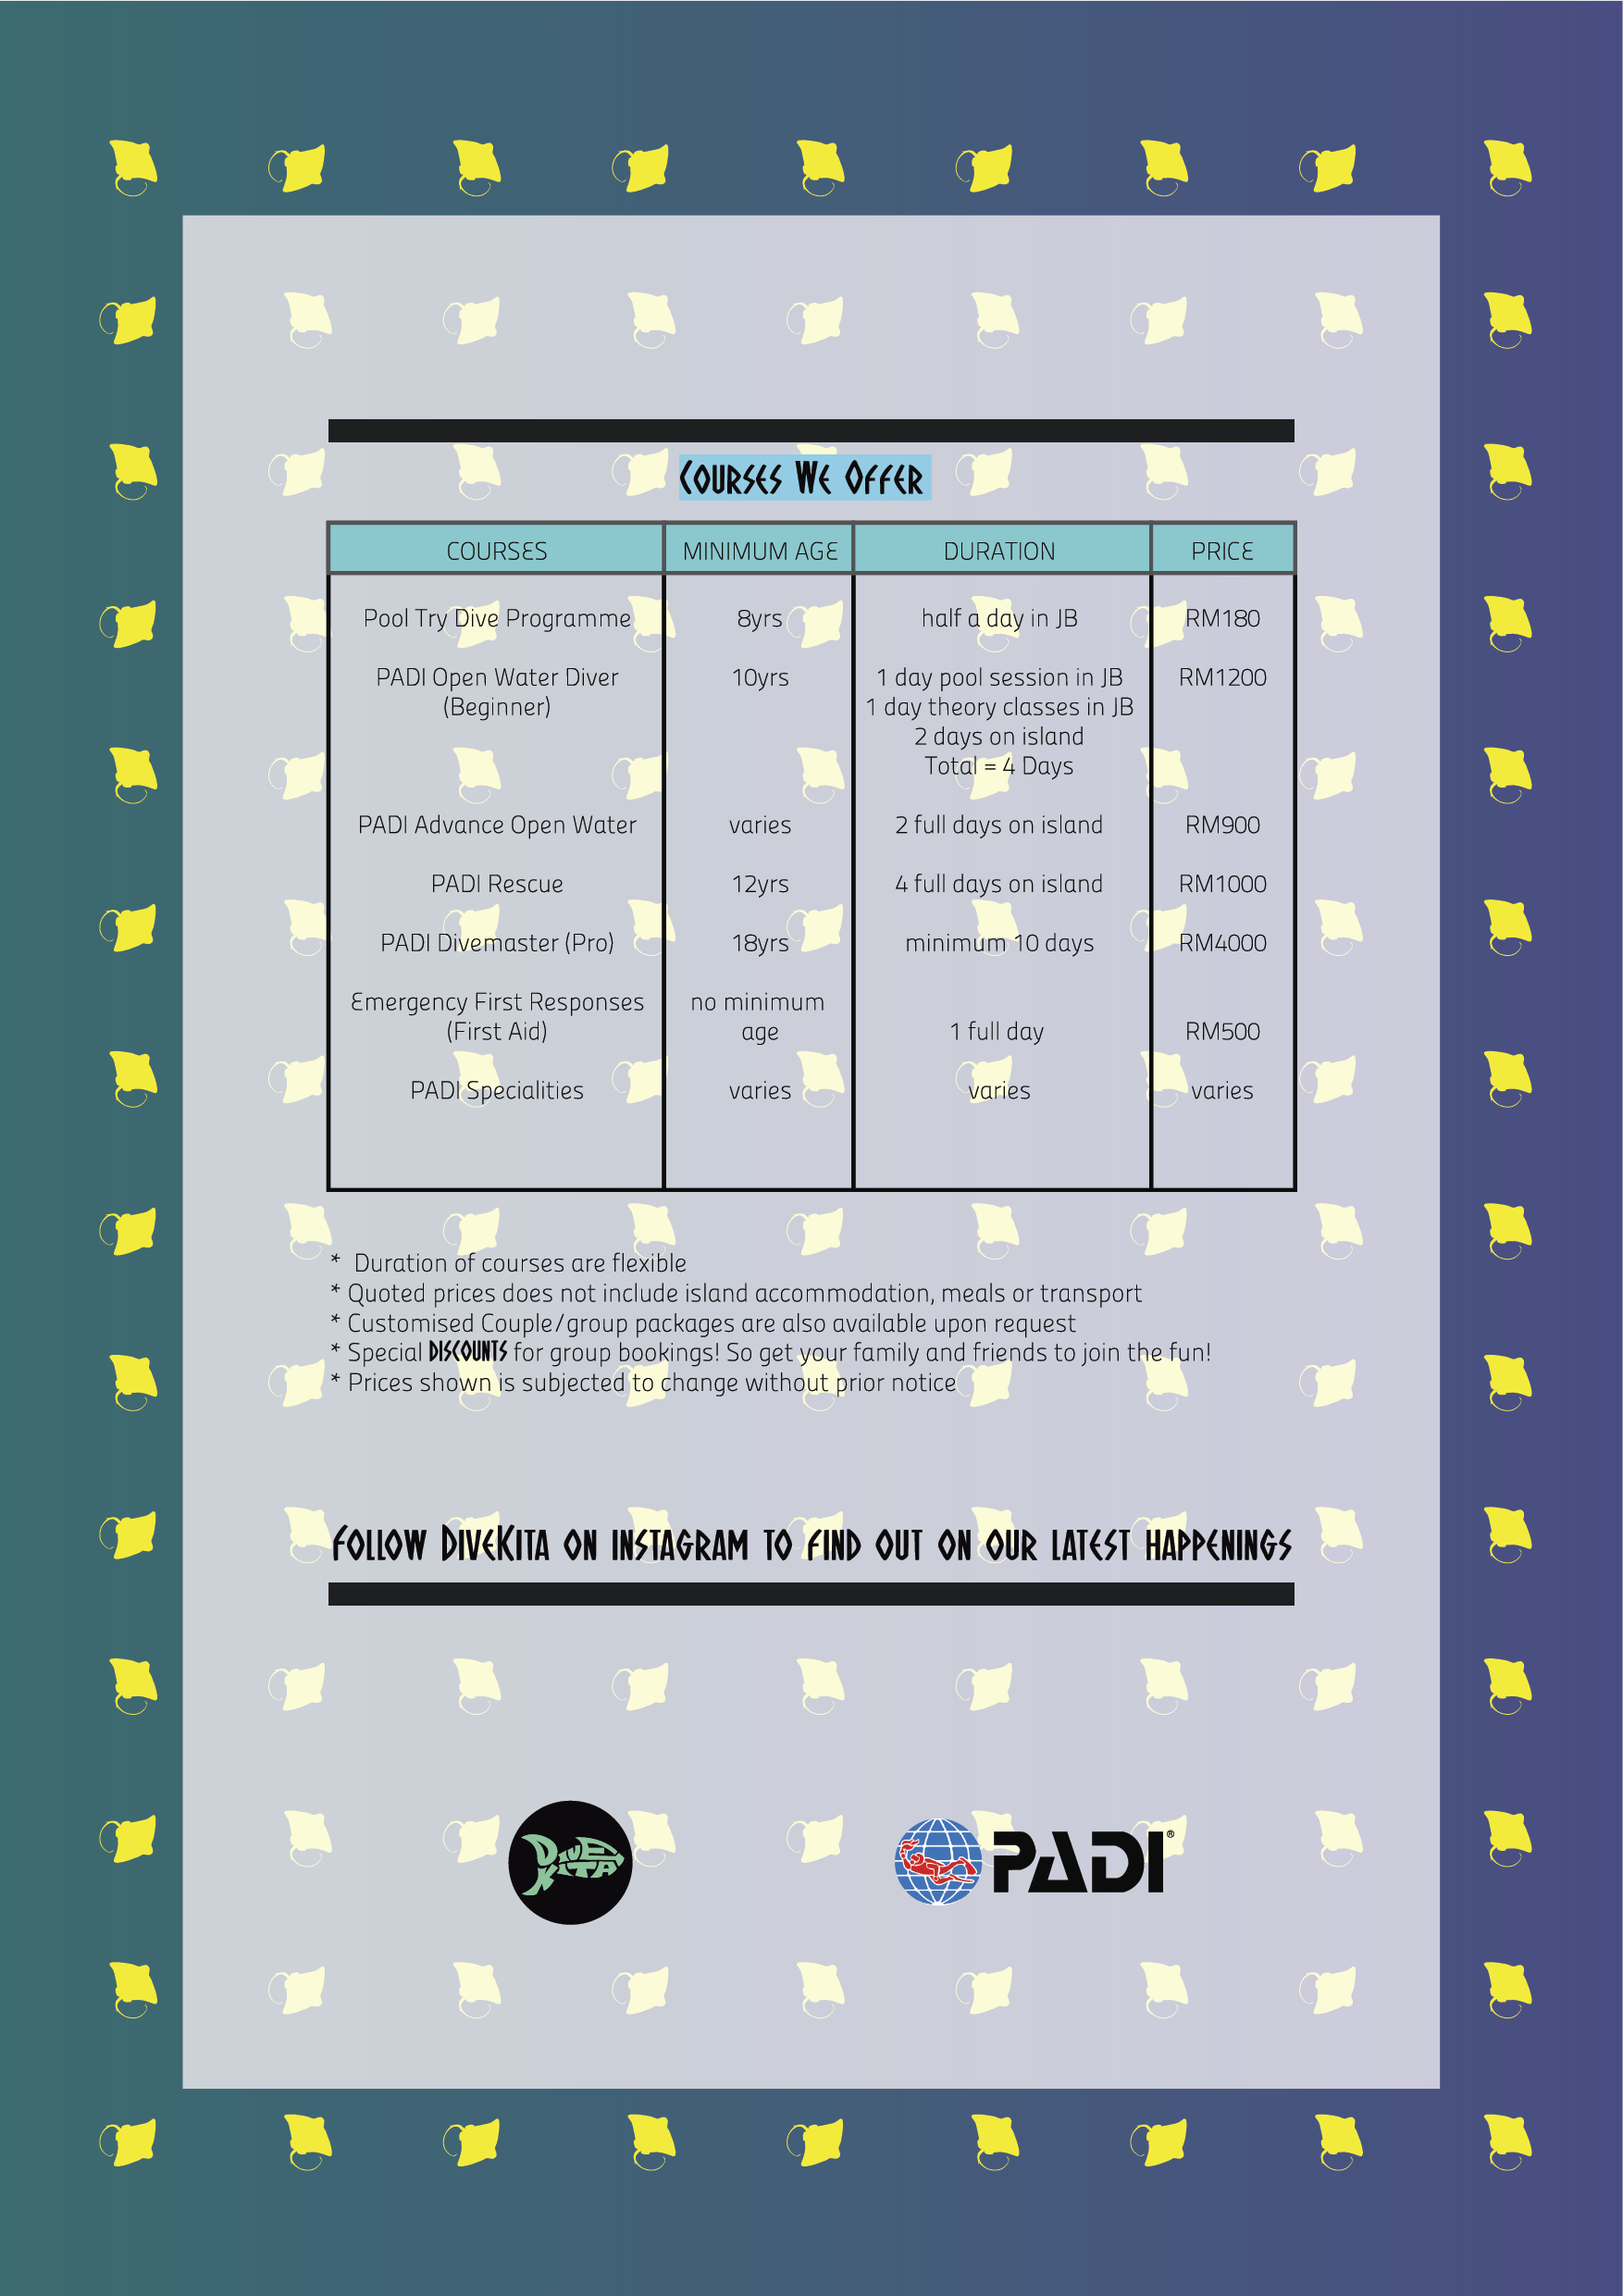 Courses We Offer
COURSES MINIMUM AGE DURATION PRICE
Pool Try Dive Programme 8yrs half a day in JB RM180
PADI Open Water Diver 10yrs 1 day pool session in JB RM1200
(Beginner) 1 day theory classes in JB
2 days on island
Total = 4 Days
PADI Advance Open Water varies 2 full days on island RM900
PADI Rescue 12yrs 4 full days on island RM1000
PADI Divemaster (Pro) 18yrs minimum 10 days RM4000
Emergency First Responses no minimum
(First Aid) age 1 full day RM500
PADI Specialities varies varies varies
* Duration of courses are flexible
* Quoted prices does not include island accommodation, meals or transport
* Customised Couple/group packages are also available upon request
* Special DISCOUNTS for group bookings! So get your family and friends to join the fun!
* Prices shown is subjected to change without prior notice
Follow DiveKita on instagram to find out on our latest happenings
DIVE
KITA
PADI®